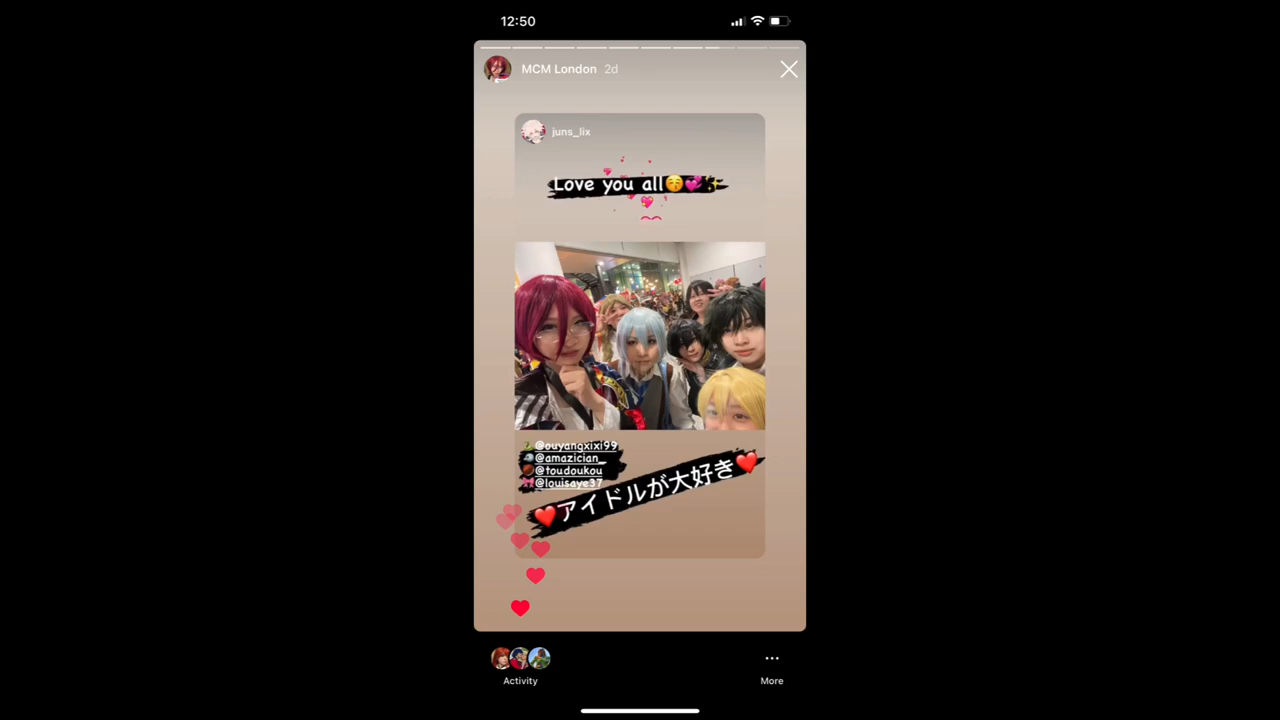 12:50
MCM London 2d
juns_lix
Love you all😚💞✨
@ouyangxixi99
@amazician_
@toudoukou
@louisaye37
❤️アイドルが大好き❤️
Activity
More